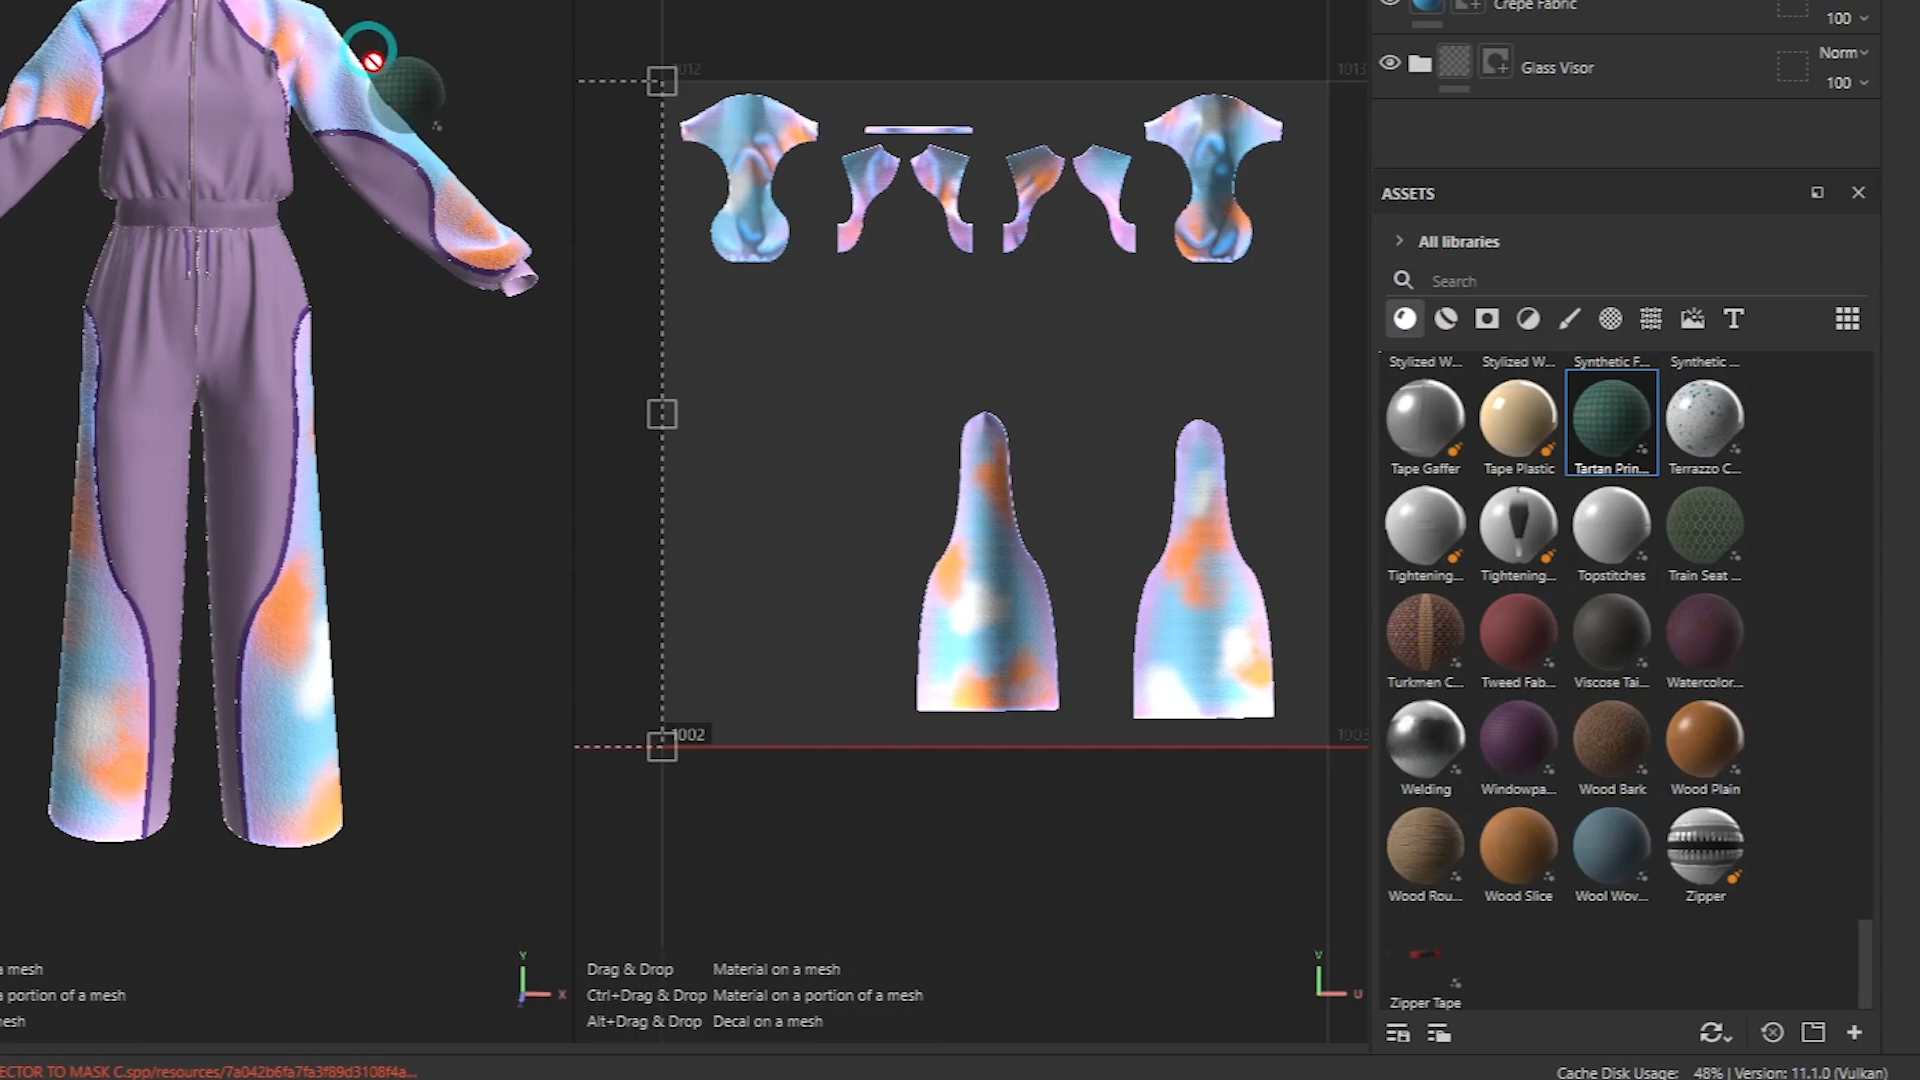 Crepe Fabric
100
Norm
Glass Visor
100
1012
1013
ASSETS
All libraries
Search
Stylized W... Stylized W... Synthetic F... Synthetic ...
Tape Gaffer Tape Plastic Tartan Prin... Terrazzo C...
Tightening... Tightening... Topstitches Train Seat ...
Turkmen C... Tweed Fab... Viscose Tai... Watercolor...
1002
1003
Welding Windowpa... Wood Bark Wood Plain
Wood Rou... Wood Slice Wool Wov... Zipper
Zipper Tape
Y
X
V
U
a mesh
a portion of a mesh
nesh
Drag & Drop Material on a mesh
Ctrl+Drag & Drop Material on a portion of a mesh
Alt+Drag & Drop Decal on a mesh
ECTOR TO MASK C.spp/resources/7a042b6fa7fa3f89d3108f4a...
Cache Disk Usage: 48% | Version: 11.1.0 (Vulkan)